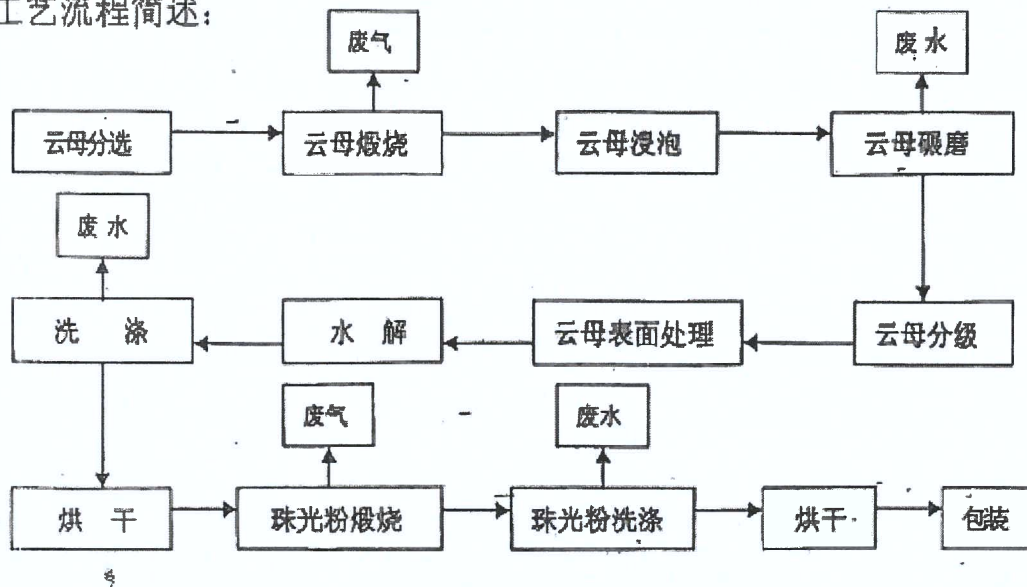 工艺流程简述：
废气
废水
云母分选
云母煅烧
云母浸泡
云母碾磨
废水
洗涤
水解
云母表面处理
云母分级
废气
废水
烘干
珠光粉煅烧
珠光粉洗涤
烘干
包装